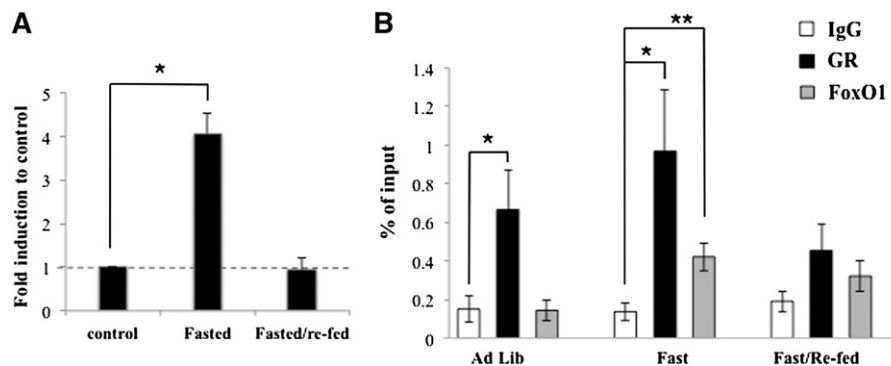 A
Fold induction to control
5
4
3
2
1
0
*
control Fasted Fasted/re-fed
B
IgG
GR
FoxO1
% of input
1.4
1.2
1
0.8
0.6
0.4
0.2
0
*
*
**
Ad Lib Fast Fast/Re-fed